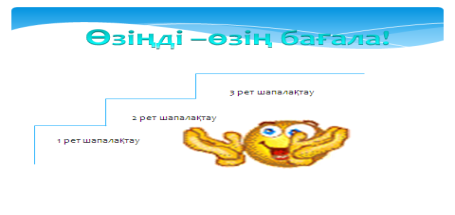 Өзіңді –өзің бағала!
3 рет шапалақтау
2 рет шапалақтау
1 рет шапалақтау